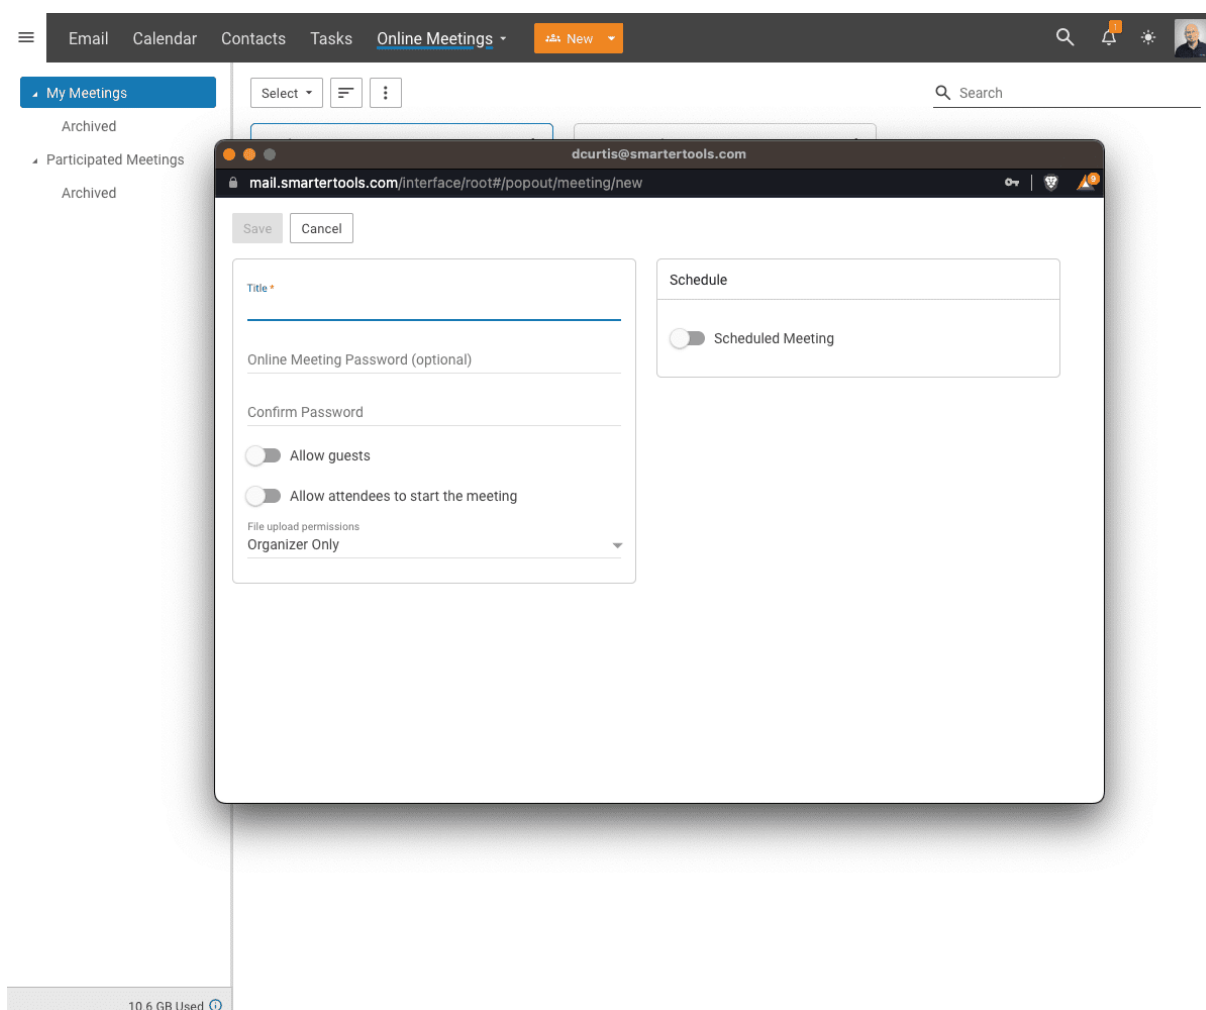 Email Calendar Contacts Tasks Online Meetings New 1
My Meetings
Archived
Participated Meetings
Archived
Select
Search
dcurtis@smartertools.com
mail.smartertools.com/interface/root#/popout/meeting/new 9
Save Cancel
Title *
Online Meeting Password (optional)
Confirm Password
Allow guests
Allow attendees to start the meeting
File upload permissions
Organizer Only
Schedule
Scheduled Meeting
10.6 GB Used